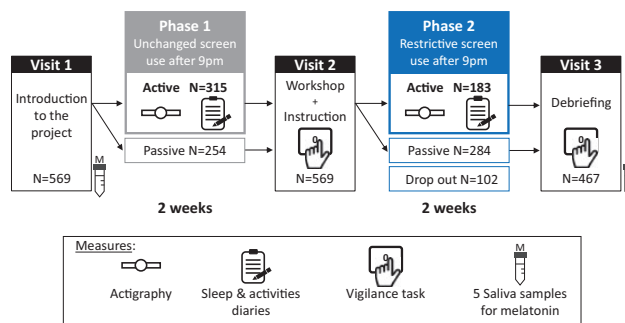 Phase 1
Unchanged screen
use after 9pm
Phase 2
Restrictive screen
use after 9pm
Visit 1
Introduction
to the
project
N=569
M
Active N=315
Passive N=254
Visit 2
Workshop
+
Instruction
N=569
Active N=183
Passive N=284
Drop out N=102
Visit 3
Debriefing
N=467
2 weeks
2 weeks
Measures:
Actigraphy
Sleep & activities
diaries
Vigilance task
M
5 Saliva samples
for melatonin